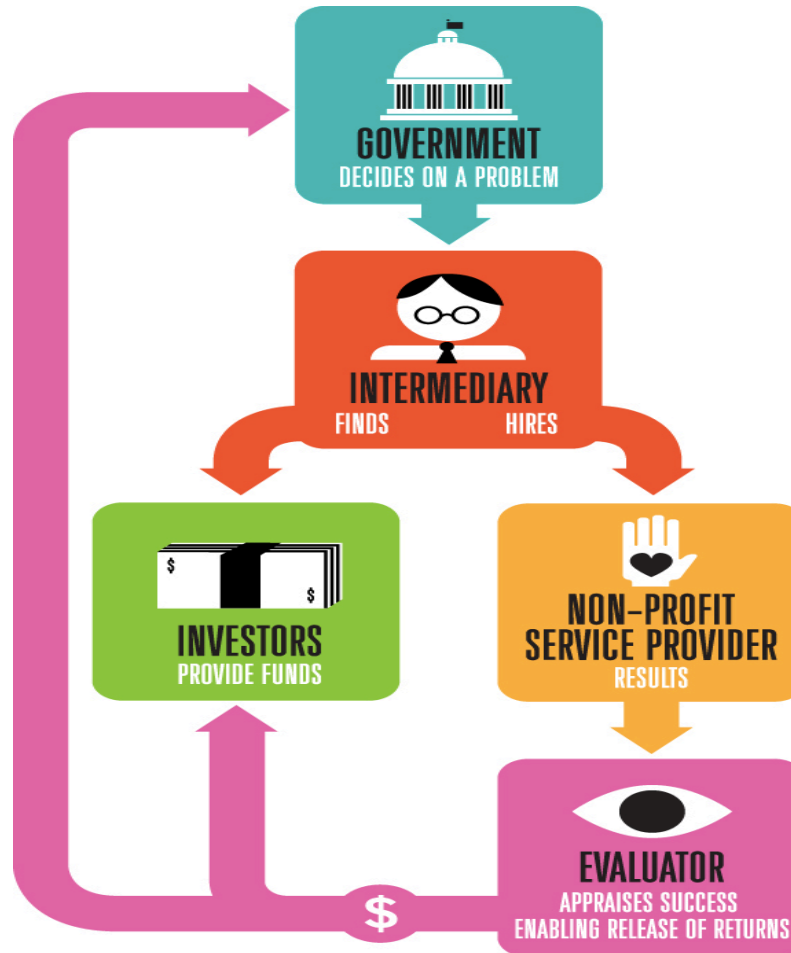 GOVERNMENT
DECIDES ON A PROBLEM
INTERMEDIARY
FINDS HIRES
$
$
INVESTORS
PROVIDE FUNDS
NON-PROFIT
SERVICE PROVIDER
RESULTS
EVALUATOR
APPRAISES SUCCESS
ENABLING RELEASE OF RETURNS
$